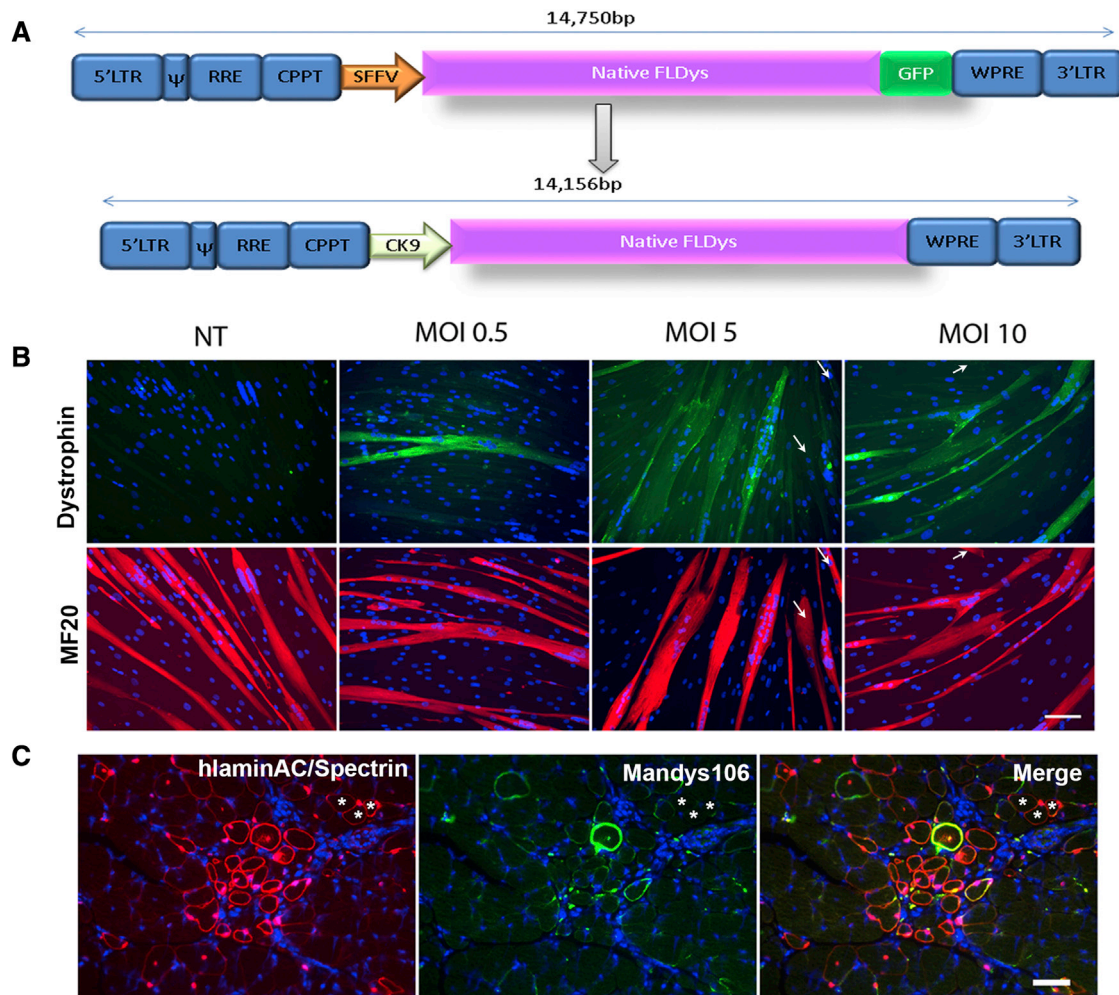 A
14,750bp
5'LTR Ψ RRE CPPT SFFV Native FLDys GFP WPRE 3'LTR
14,156bp
5'LTR Ψ RRE CPPT CK9 Native FLDys WPRE 3'LTR
B
NT MOI 0.5 MOI 5 MOI 10
Dystrophin
MF20
C
hlaminAC/Spectrin Mandys106 Merge
* * *
* * *
* * *